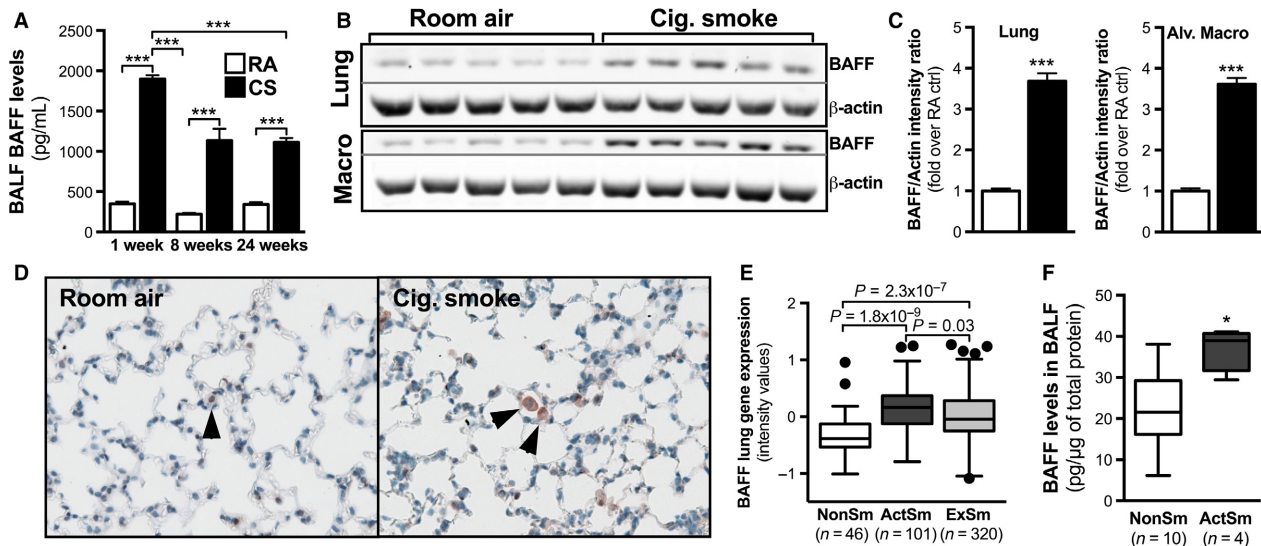 A
2500
2000
1500
1000
500
0
BALF BAFF levels
(pg/mL)
***
***
***
***
***
RA
CS
1 week 8 weeks 24 weeks
B
Room air
Cig. smoke
Lung
Macro
BAFF
β-actin
BAFF
β-actin
C
5
4
3
2
1
0
BAFF/Actin intensity ratio
(fold over RA ctrl)
Lung
***
5
4
3
2
1
0
BAFF/Actin intensity ratio
(fold over RA ctrl)
Alv. Macro
***
D
Room air
Cig. smoke
E
2
1
0
−1
BAFF lung gene expression
(intensity values)
P = 2.3x10⁻⁷
P = 1.8x10⁻⁹
P = 0.03
NonSm ActSm ExSm
(n = 46) (n = 101) (n = 320)
F
50
40
30
20
10
0
BAFF levels in BALF
(pg/µg of total protein)
*
NonSm ActSm
(n = 10) (n = 4)